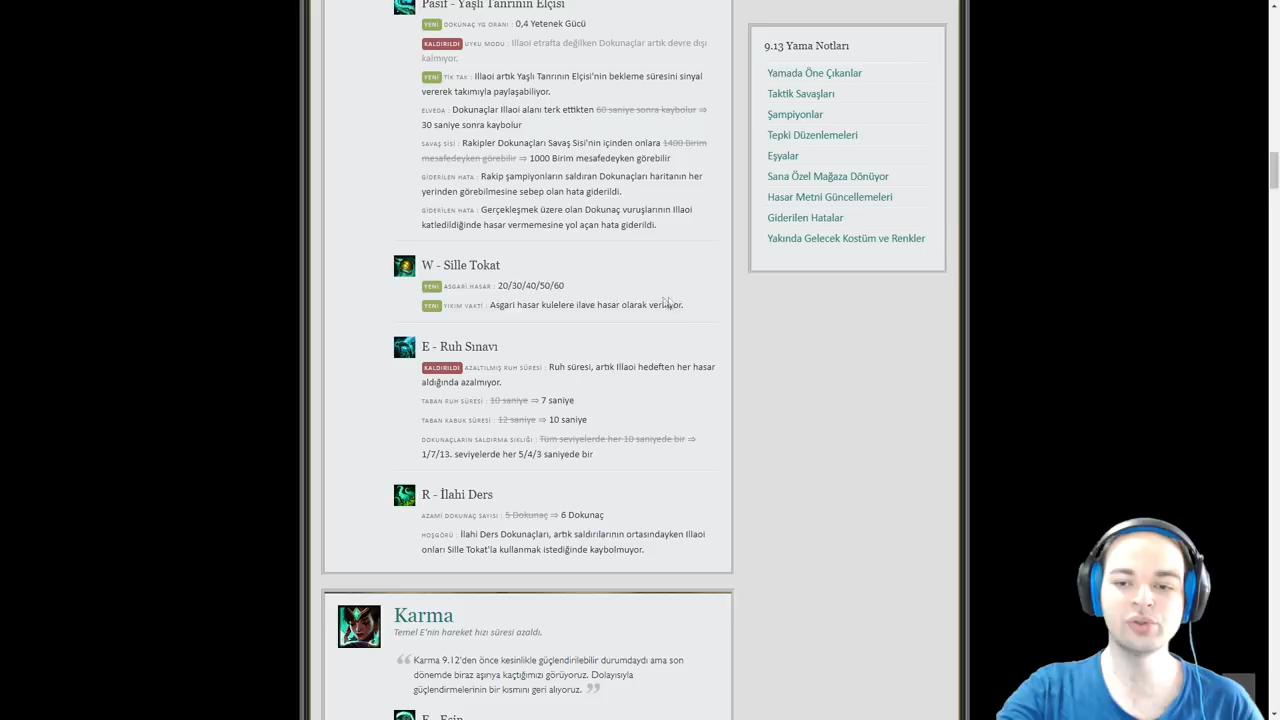 Pasif - Yaşlı Tanrının Elçisi
YENİ DOKUNAÇ YG ORANI : 0,4 Yetenek Gücü
KALDIRILDI UYKU MODU : Illaoi etrafta değilken Dokunaçlar artık devre dışı
kalmıyor.
YENİ TİK TAK : Illaoi artık Yaşlı Tanrının Elçisi'nin bekleme süresini sinyal
vererek takımıyla paylaşabiliyor.
ELVEDA : Dokunaçlar Illaoi alanı terk ettikten 60 saniye sonra kaybolur ⇒
30 saniye sonra kaybolur
SAVAŞ SİSİ : Rakipler Dokunaçları Savaş Sisi'nin içinden onlara 1400 Birim
mesafedeyken görebilir ⇒ 1000 Birim mesafedeyken görebilir
GİDERİLEN HATA : Rakip şampiyonların saldıran Dokunaçları haritanın her
yerinden görebilmesine sebep olan hata giderildi.
GİDERİLEN HATA : Gerçekleşmek üzere olan Dokunaç vuruşlarının Illaoi
katledildiğinde hasar vermemesine yol açan hata giderildi.
W - Sille Tokat
YENİ ASGARİ HASAR : 20/30/40/50/60
YENİ YIKIM VAKTİ : Asgari hasar kulelere ilave hasar olarak veriliyor.
E - Ruh Sınavı
KALDIRILDI AZALTILMIŞ RUH SÜRESİ : Ruh süresi, artık Illaoi hedeften her hasar
aldığında azalmıyor.
TABAN RUH SÜRESİ : 10 saniye ⇒ 7 saniye
TABAN KABUK SÜRESİ : 12 saniye ⇒ 10 saniye
DOKUNAÇLARIN SALDIRMA SIKLIĞI : Tüm seviyelerde her 10 saniyede bir ⇒
1/7/13. seviyelerde her 5/4/3 saniyede bir
R - İlahi Ders
AZAMİ DOKUNAÇ SAYISI : 5 Dokunaç ⇒ 6 Dokunaç
HOŞGÖRÜ : İlahi Ders Dokunaçları, artık saldırılarının ortasındayken Illaoi
onları Sille Tokat'la kullanmak istediğinde kaybolmuyor.
Karma
Temel E'nin hareket hızı süresi azaldı.
Karma 9.12'den önce kesinlikle güçlendirilebilir durumdaydı ama son
dönemde biraz aşırıya kaçtığımızı görüyoruz. Dolayısıyla
güçlendirmelerinin bir kısmını geri alıyoruz.
E - Esin
9.13 Yama Notları
Yamada Öne Çıkanlar
Taktik Savaşları
Şampiyonlar
Tepki Düzenlemeleri
Eşyalar
Sana Özel Mağaza Dönüyor
Hasar Metni Güncellemeleri
Giderilen Hatalar
Yakında Gelecek Kostüm ve Renkler